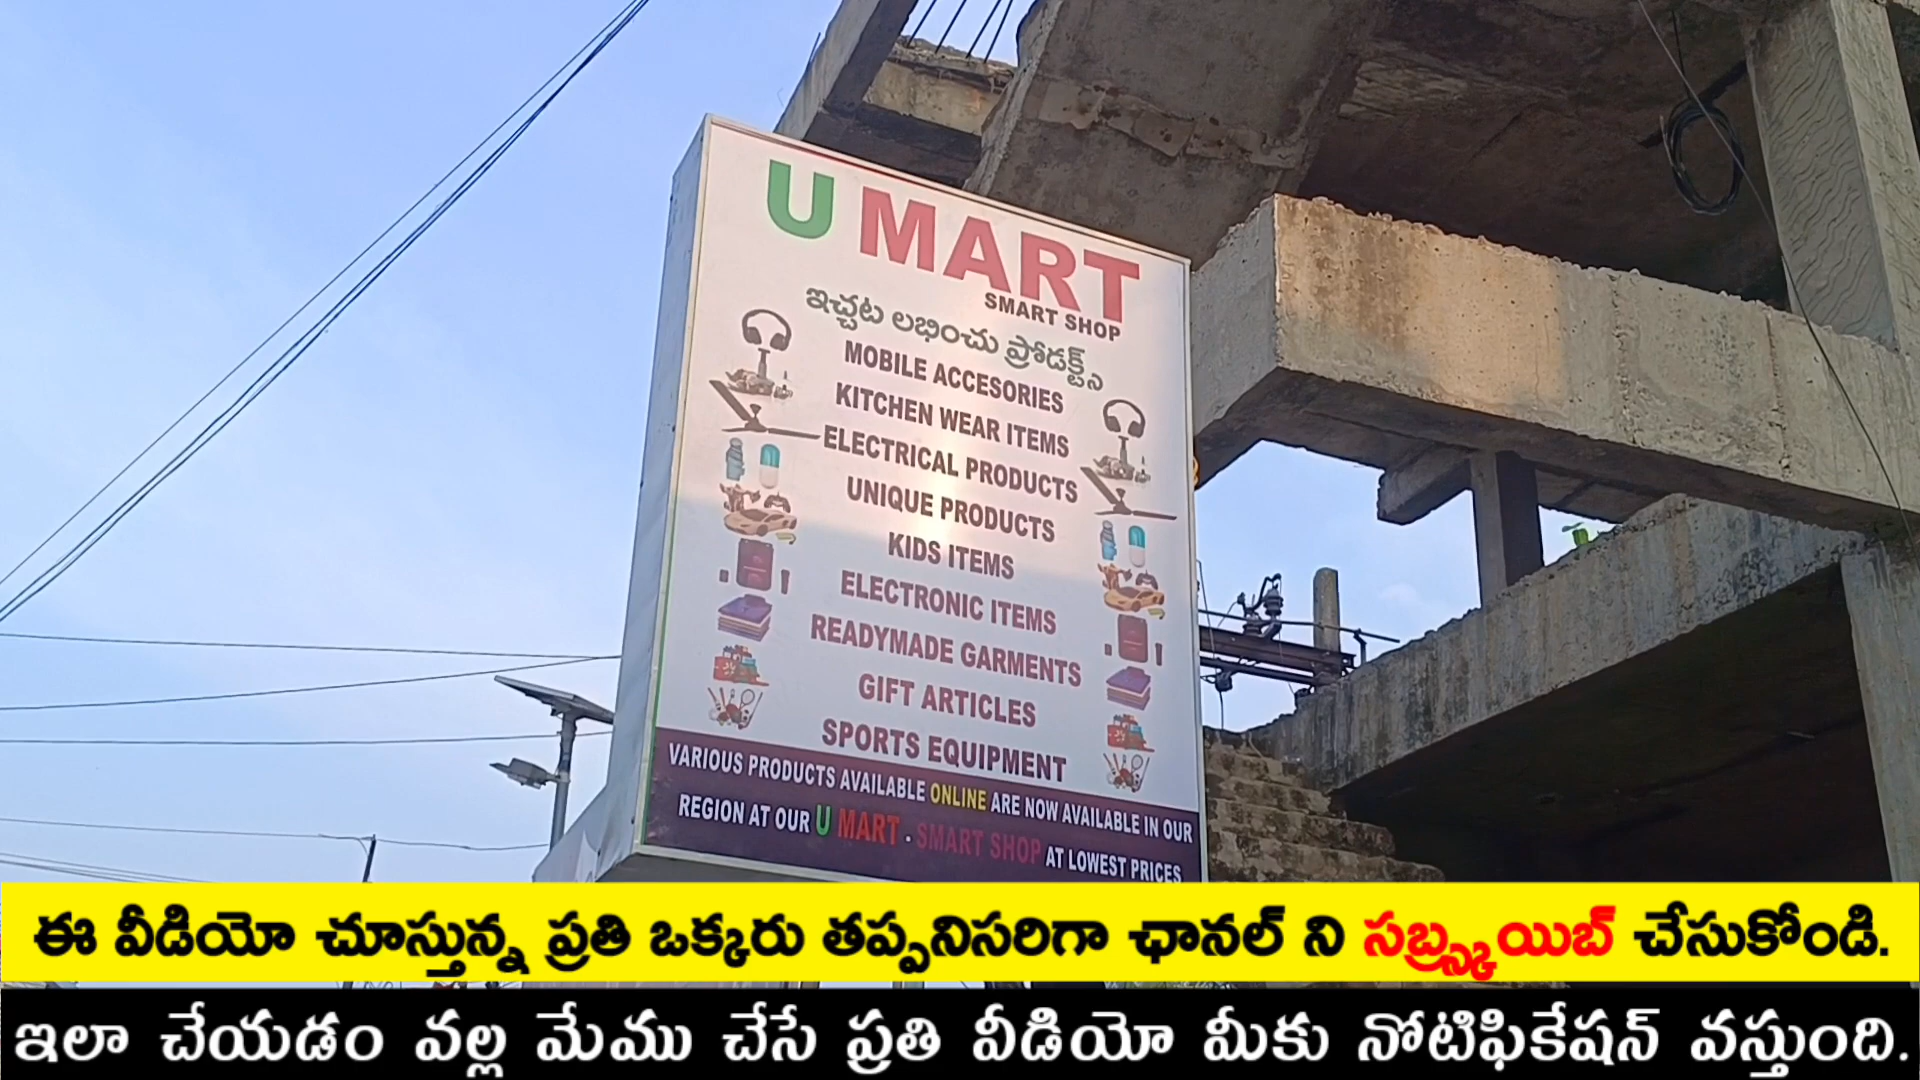 U MART
SMART SHOP
ఇచ్చట లభించు ప్రోడక్ట్స్
MOBILE ACCESORIES
KITCHEN WEAR ITEMS
ELECTRICAL PRODUCTS
UNIQUE PRODUCTS
KIDS ITEMS
ELECTRONIC ITEMS
READYMADE GARMENTS
GIFT ARTICLES
SPORTS EQUIPMENT
VARIOUS PRODUCTS AVAILABLE ONLINE ARE NOW AVAILABLE IN OUR
REGION AT OUR U MART . SMART SHOP AT LOWEST PRICES
ఈ వీడియో చూస్తున్న ప్రతి ఒక్కరు తప్పనిసరిగా ఛానల్ ని సబ్స్క్రయిబ్ చేసుకోండి.
ఇలా చేయడం వల్ల మేము చేసే ప్రతి వీడియో మీకు నోటిఫికేషన్ వస్తుంది.